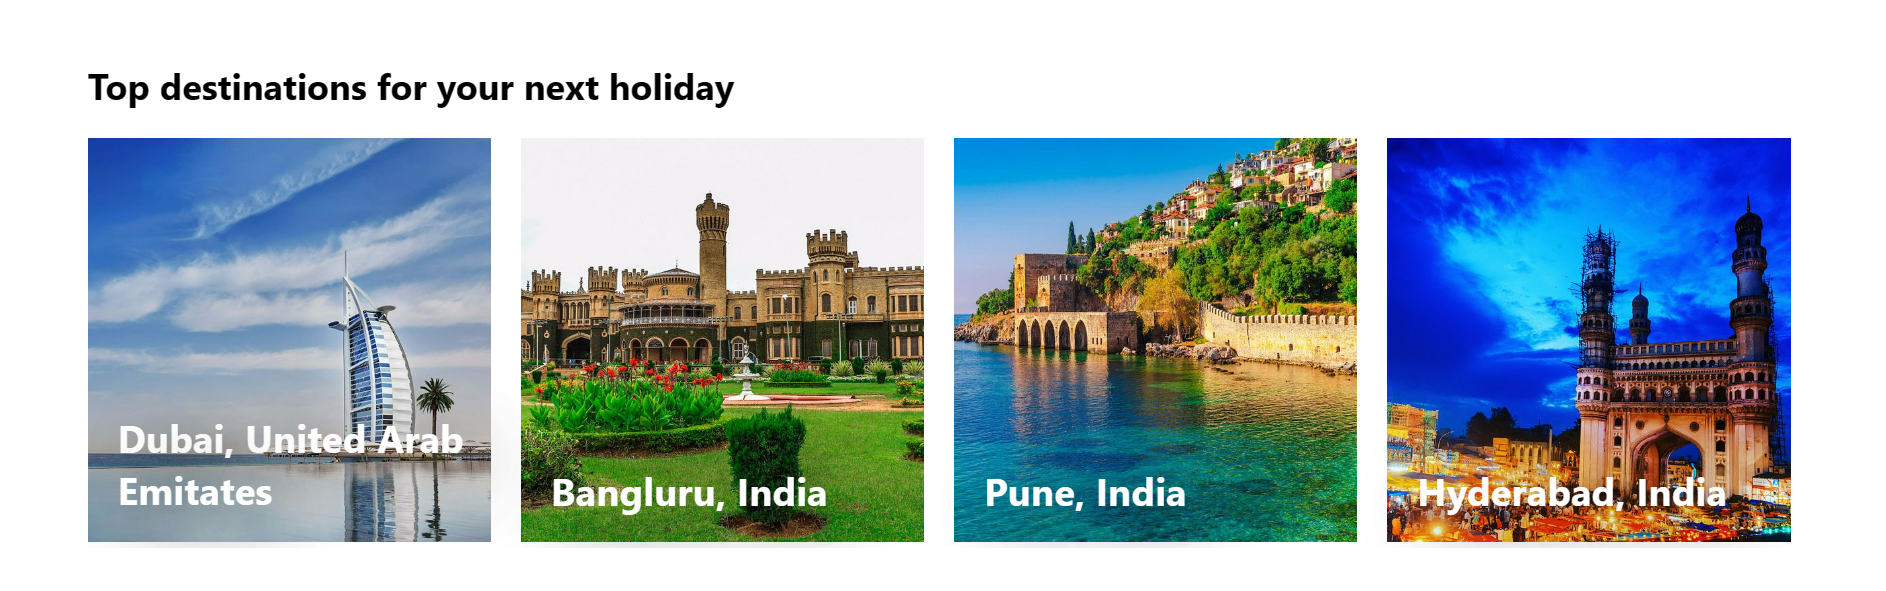 Top destinations for your next holiday
Dubai, United Arab
Emitates
Bangluru, India
Pune, India
Hyderabad, India